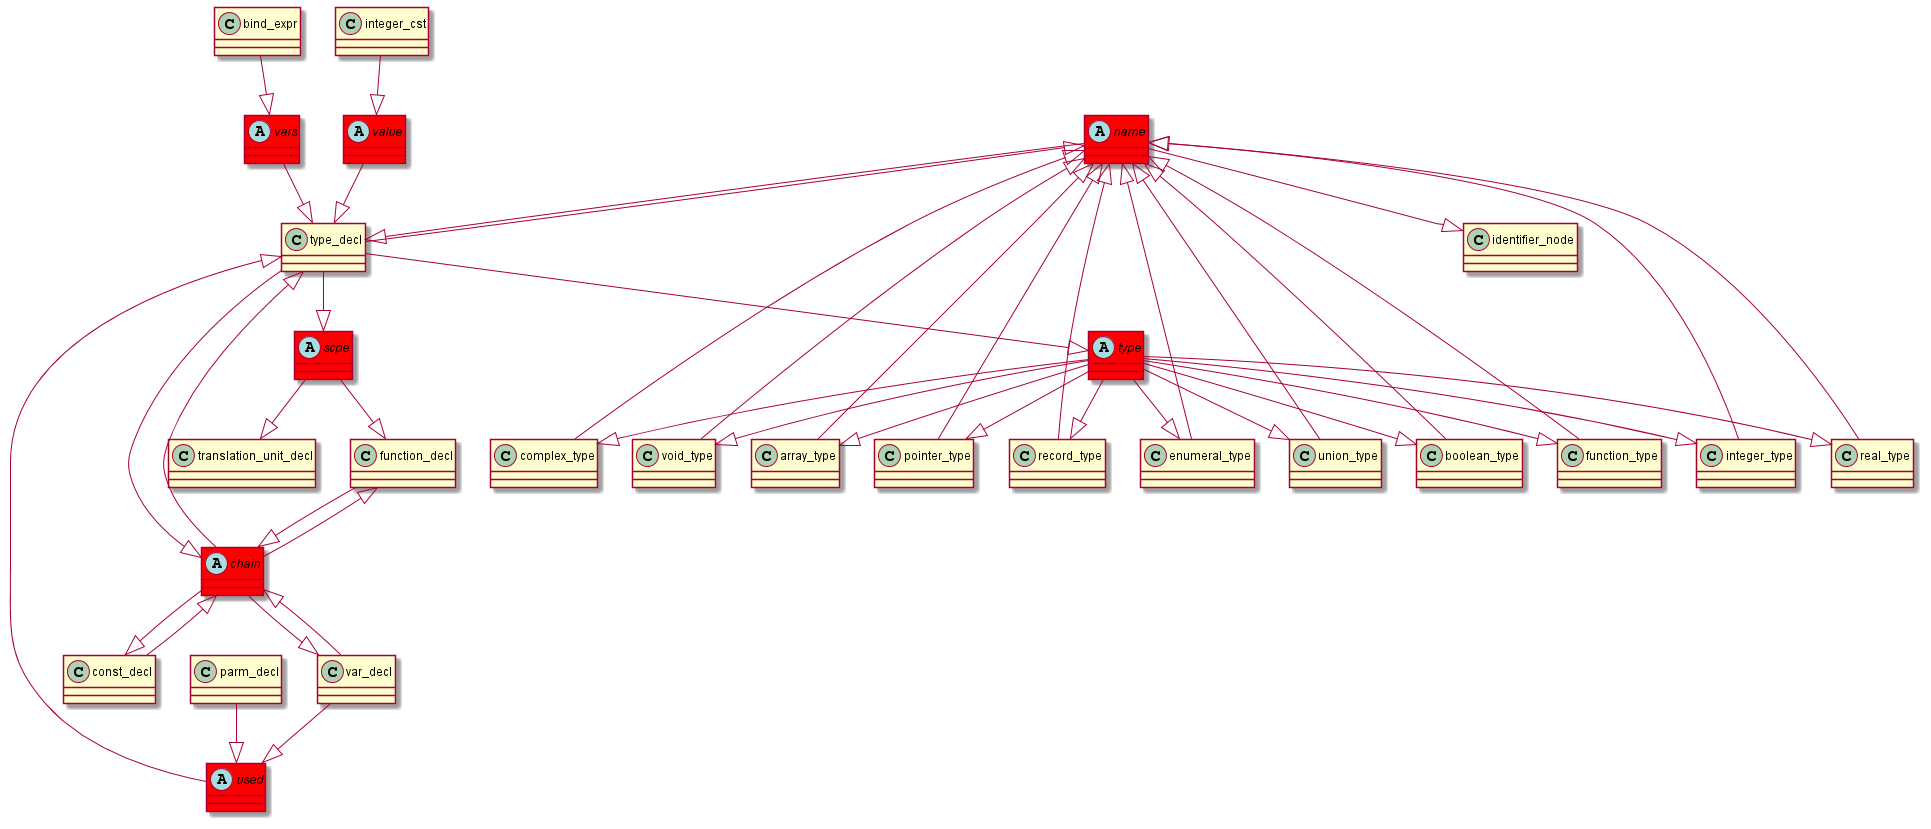 C bind_expr
C integer_cst
A vars
A value
A name
C type_decl
C identifier_node
A scpe
A type
C translation_unit_decl
C function_decl
C complex_type
C void_type
C array_type
C pointer_type
C record_type
C enumeral_type
C union_type
C boolean_type
C function_type
C integer_type
C real_type
A chain
C const_decl
C parm_decl
C var_decl
A used